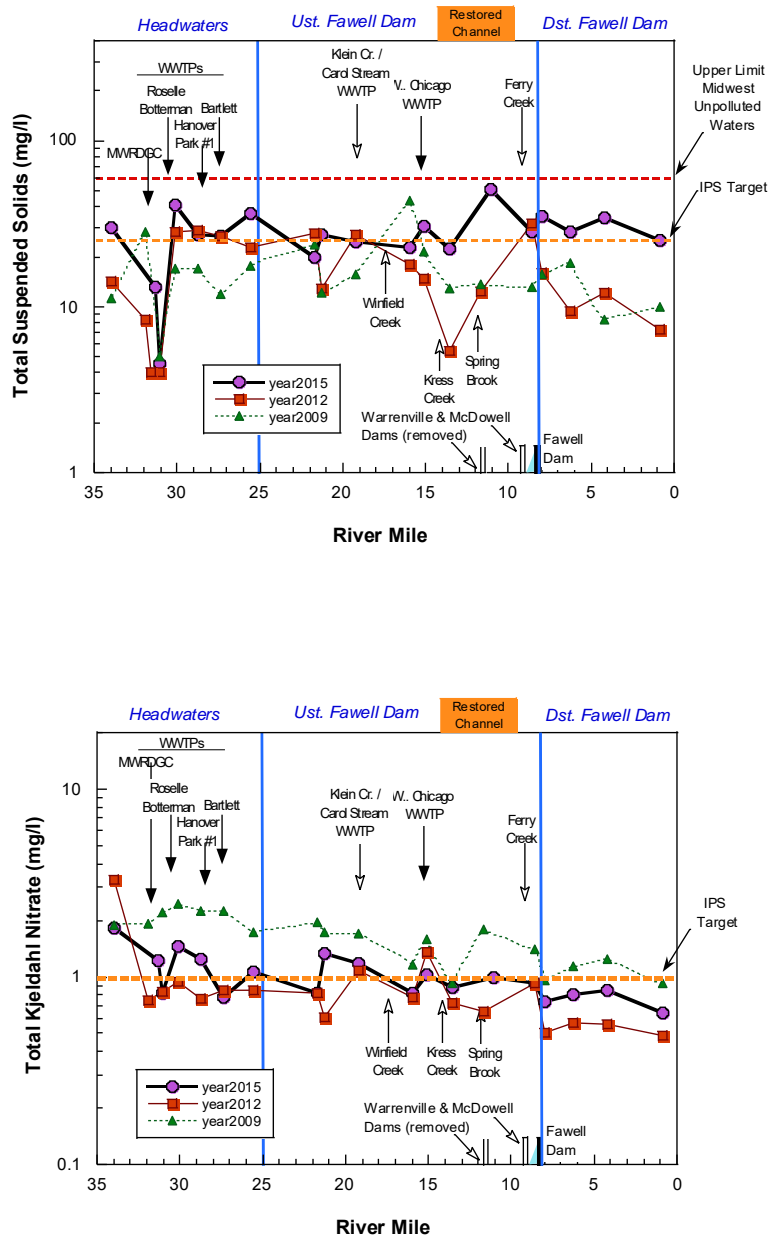 Headwaters
Ust. Fawell Dam
Restored
Channel
Dst. Fawell Dam
WWTPs
Roselle
Botterman
Bartlett
Hanover
Park #1
MWRDGC
Klein Cr. /
Carol Stream
WWTP
W.. Chicago
WWTP
Ferry
Creek
Upper Limit
Midwest
Unpolluted
Waters
IPS Target
Total Suspended Solids (mg/l)
100
10
1
Winfield
Creek
Kress
Creek
Spring
Brook
year2015
year2012
year2009
Warrenville & McDowell
Dams (removed)
Fawell
Dam
35 30 25 20 15 10 5 0
River Mile
Headwaters
Ust. Fawell Dam
Restored
Channel
Dst. Fawell Dam
WWTPs
MWRDGC
Roselle
Botterman
Bartlett
Hanover
Park #1
Klein Cr. /
Carol Stream
WWTP
W.. Chicago
WWTP
Ferry
Creek
IPS
Target
Total Kjeldahl Nitrate (mg/l)
10
1
0.1
Winfield
Creek
Kress
Creek
Spring
Brook
year2015
year2012
year2009
Warrenville & McDowell
Dams (removed)
Fawell
Dam
35 30 25 20 15 10 5 0
River Mile